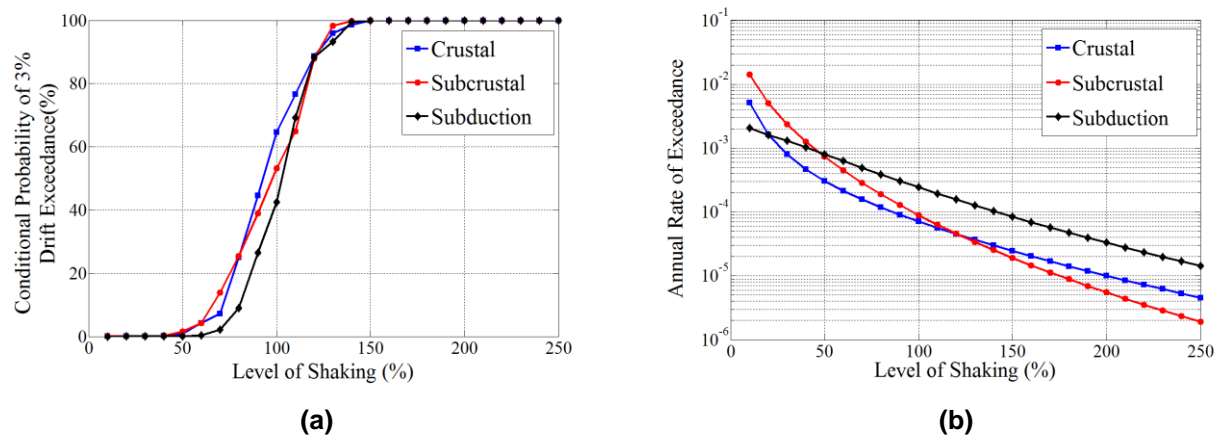 Conditional Probability of 3%
Drift Exceedance(%)
100
80
60
40
20
0
0
50
100
150
200
250
Level of Shaking (%)
Crustal
Subcrustal
Subduction
(a)
Annual Rate of Exceedance
10-1
10-2
10-3
10-4
10-5
10-6
0
50
100
150
200
250
Level of Shaking (%)
Crustal
Subcrustal
Subduction
(b)